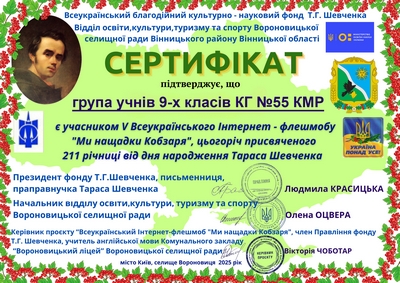 Всеукраїнський благодійний культурно - науковий фонд Т.Г. Шевченка
Відділ освіти,культури,туризму та спорту Вороновицької
селищної ради Вінницького району Вінницької області
СЕРТИФІКАТ
підтверджує, що
група учнів 9-х класів КГ №55 КМР
є учасником V Всеукраїнського Інтернет - флешмобу
"Ми нащадки Кобзаря", цьогоріч присвяченого
211 річниці від дня народження Тараса Шевченка
УКРАЇНА
ПОНАД УСЕ!
Президент фонду Т.Г.Шевченка, письменниця,
праправнучка Тараса Шевченка
Людмила КРАСИЦЬКА
Начальник відділу освіти,культури, туризму та спорту
Вороновицької селищної ради
Олена ОЦВЕРА
Керівник проєкту "Всеукраїнський Інтернет-флешмоб "Ми нащадки Кобзаря", член Правління фонду
Т.Г. Шевченка, учитель англійської мови Комунального закладу
"Вороновицький ліцей" Вороновицької селищної ради
Вікторія ЧОБОТАР
місто Київ, селище Вороновиця 2025 рік